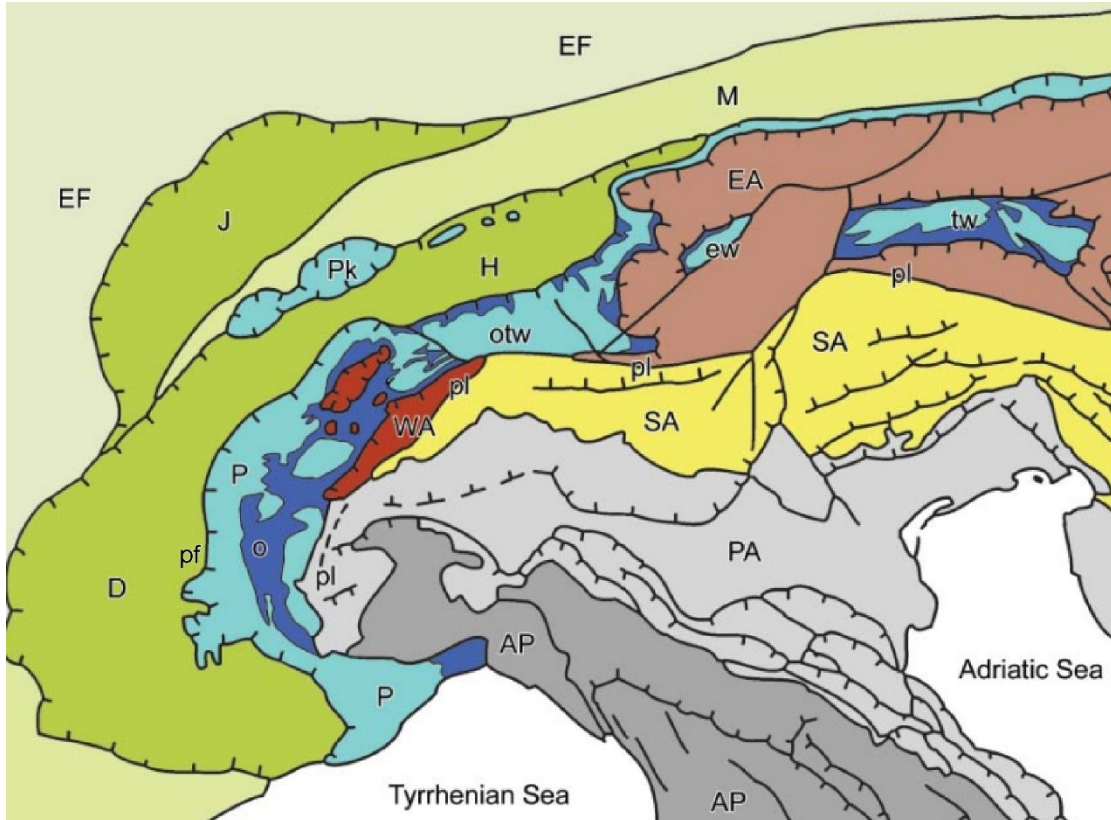 EF
EF
M
J
EA
Pk
H
ew
tw
pl
otw
pl
pl
SA
WA
SA
P
pf
o
pl
D
PA
AP
P
Adriatic Sea
Tyrrhenian Sea
AP